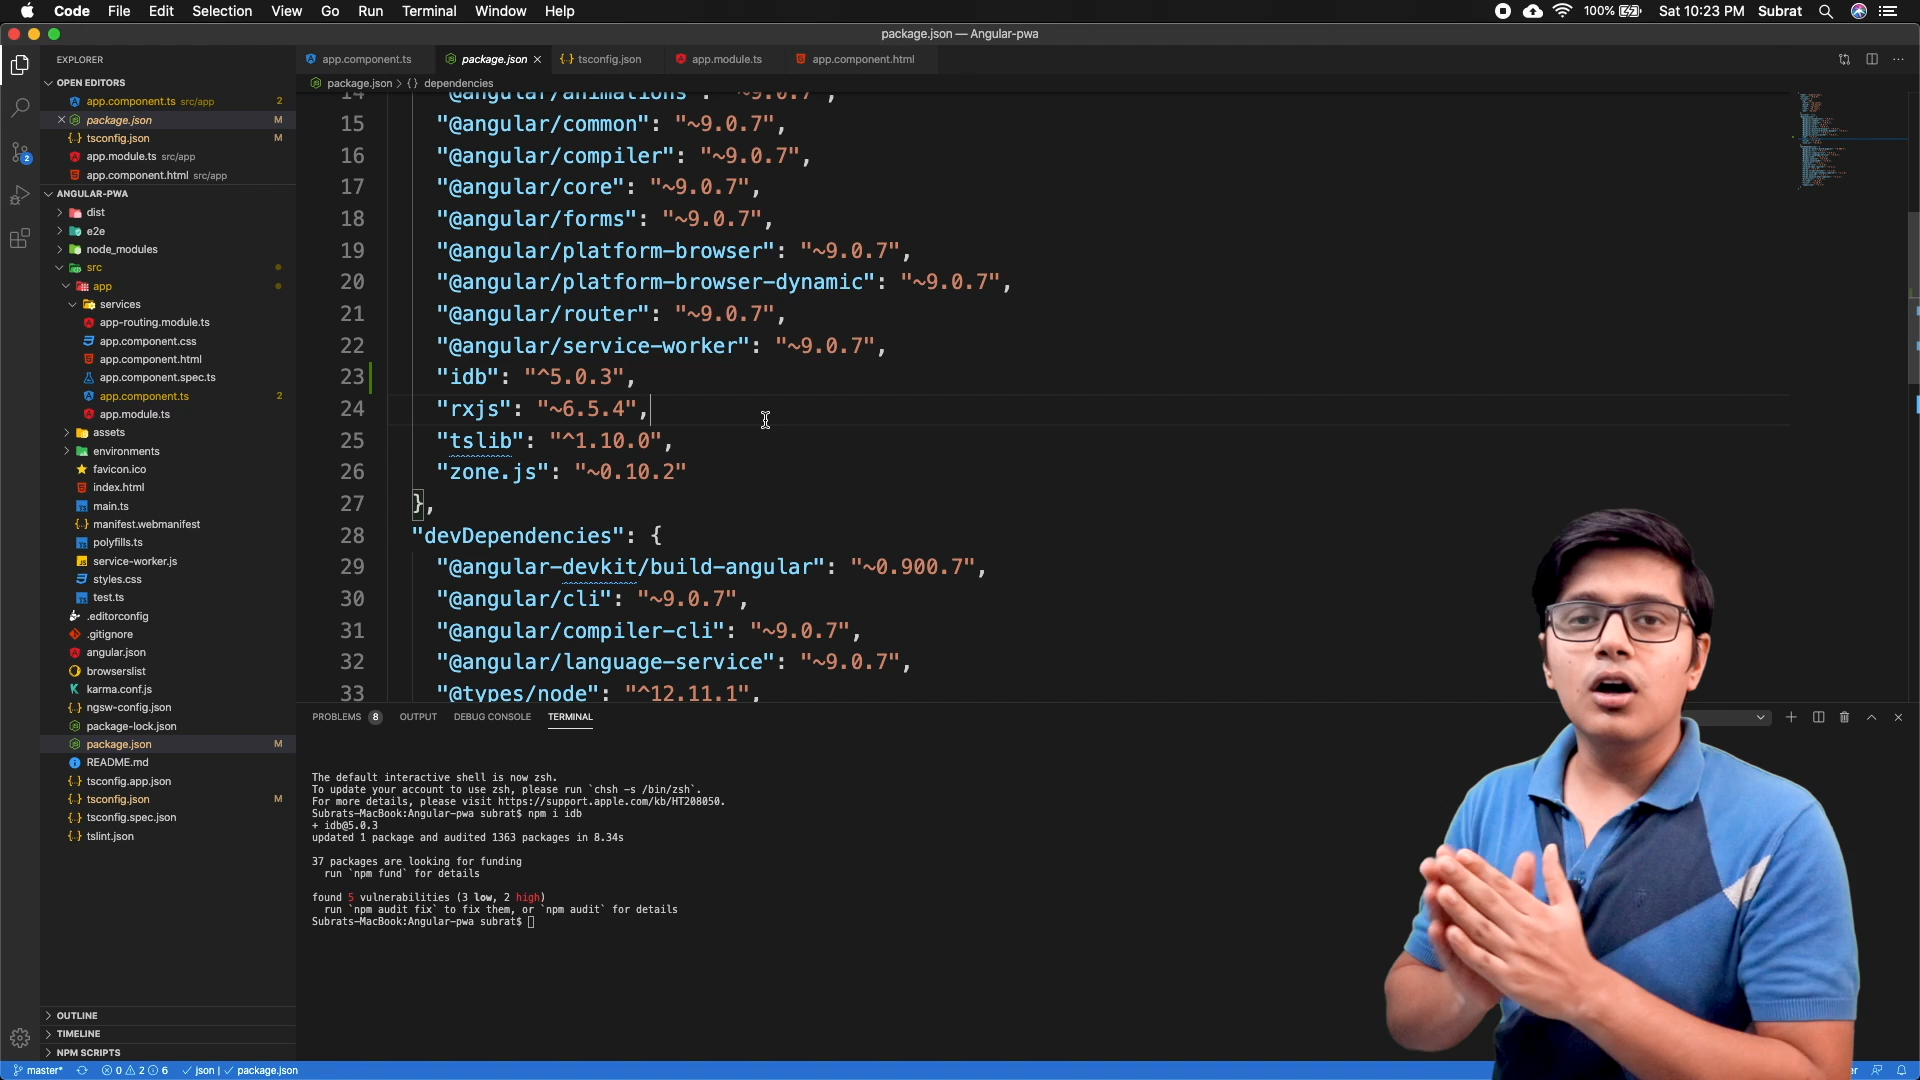 Code File Edit Selection View Go Run Terminal Window Help 100% Sat 10:23 PM Subrat
package.json — Angular-pwa
EXPLORER
OPEN EDITORS
app.component.ts src/app 2
package.json M
tsconfig.json M
app.module.ts src/app
app.component.html src/app
ANGULAR-PWA
dist
e2e
node_modules
src
app
services
app-routing.module.ts
app.component.css
app.component.html
app.component.spec.ts
app.component.ts 2
app.module.ts
assets
environments
favicon.ico
index.html
main.ts
manifest.webmanifest
polyfills.ts
service-worker.js
styles.css
test.ts
.editorconfig
.gitignore
angular.json
browserslist
karma.conf.js
ngsw-config.json
package-lock.json
package.json M
README.md
tsconfig.app.json
tsconfig.json M
tsconfig.spec.json
tslint.json
OUTLINE
TIMELINE
NPM SCRIPTS
app.component.ts package.json tsconfig.json app.module.ts app.component.html
package.json > {} dependencies
14 "@angular/animations": "~9.0.7",
15 "@angular/common": "~9.0.7",
16 "@angular/compiler": "~9.0.7",
17 "@angular/core": "~9.0.7",
18 "@angular/forms": "~9.0.7",
19 "@angular/platform-browser": "~9.0.7",
20 "@angular/platform-browser-dynamic": "~9.0.7",
21 "@angular/router": "~9.0.7",
22 "@angular/service-worker": "~9.0.7",
23 "idb": "^5.0.3",
24 "rxjs": "~6.5.4",
25 "tslib": "^1.10.0",
26 "zone.js": "~0.10.2"
27 },
28 "devDependencies": {
29 "@angular-devkit/build-angular": "~0.900.7",
30 "@angular/cli": "~9.0.7",
31 "@angular/compiler-cli": "~9.0.7",
32 "@angular/language-service": "~9.0.7",
33 "@types/node": "^12.11.1",
PROBLEMS 8 OUTPUT DEBUG CONSOLE TERMINAL
The default interactive shell is now zsh.
To update your account to use zsh, please run `chsh -s /bin/zsh`.
For more details, please visit https://support.apple.com/kb/HT208050.
Subrats-MacBook:Angular-pwa subrat$ npm i idb
+ idb@5.0.3
updated 1 package and audited 1363 packages in 8.34s
37 packages are looking for funding
run `npm fund` for details
found 5 vulnerabilities (3 low, 2 high)
run `npm audit fix` to fix them, or `npm audit` for details
Subrats-MacBook:Angular-pwa subrat$
master* 0 2 6 json | package.json